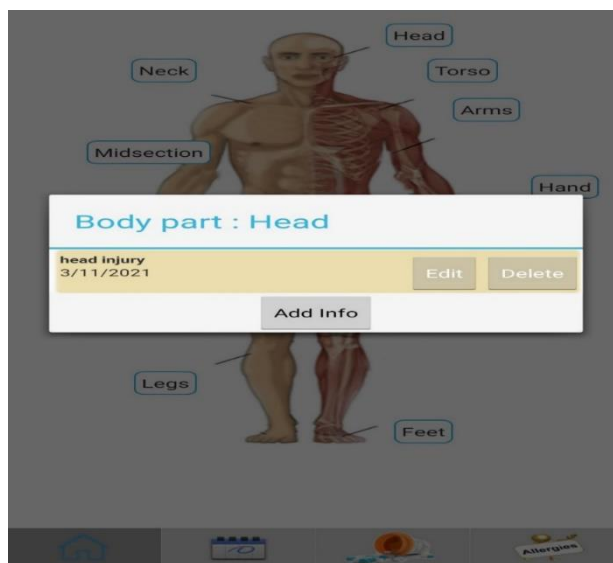 Head
Neck
Torso
Arms
Midsection
Hand
Body part : Head
head injury
3/11/2021
Edit
Delete
Add Info
Legs
Feet
Allergies